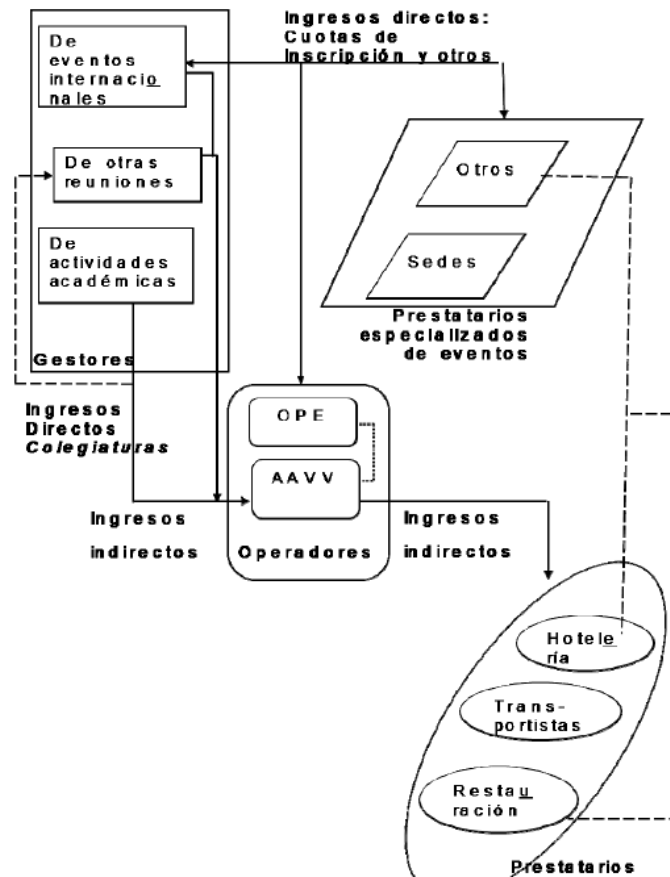 De
eventos
internacio
nales
De otras
reuniones
De
actividades
académicas
Gestores
Ingresos directos:
Cuotas de
inscripción y otros
Otros
Sedes
Prestatarios
especializados
de eventos
Ingresos
Directos
Colegiaturas
OPE
AAVV
Operadores
Ingresos
indirectos
Ingresos
indirectos
Hotele
ría
Trans-
portistas
Restau
ración
Prestatarios